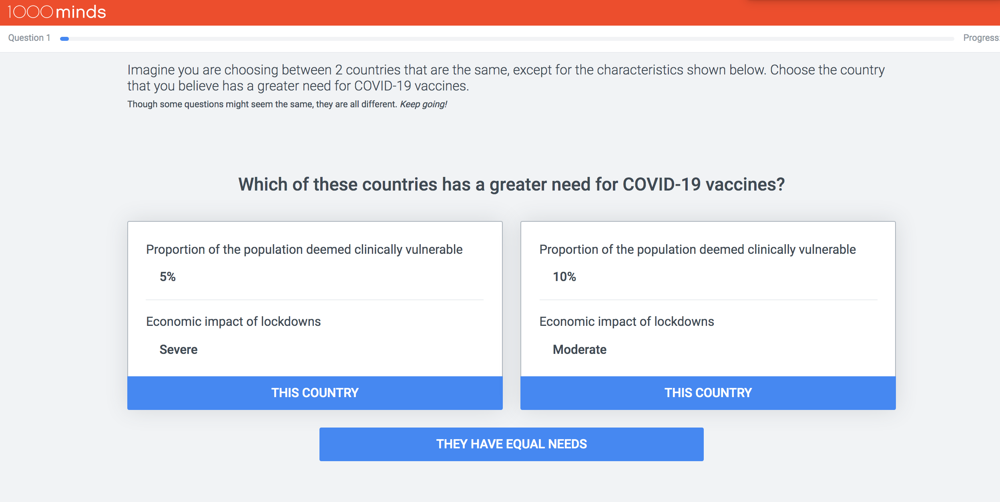 1000minds
Question 1
Progress:
Imagine you are choosing between 2 countries that are the same, except for the characteristics shown below. Choose the country
that you believe has a greater need for COVID-19 vaccines.
Though some questions might seem the same, they are all different. Keep going!
Which of these countries has a greater need for COVID-19 vaccines?
Proportion of the population deemed clinically vulnerable
5%
Economic impact of lockdowns
Severe
THIS COUNTRY
Proportion of the population deemed clinically vulnerable
10%
Economic impact of lockdowns
Moderate
THIS COUNTRY
THEY HAVE EQUAL NEEDS